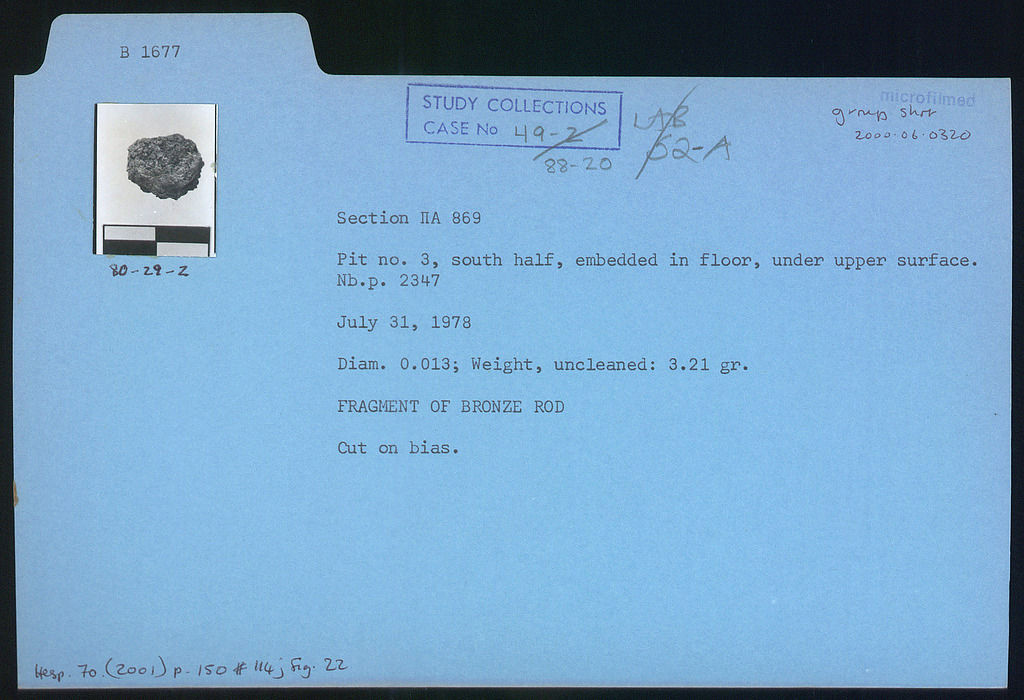 B 1677
microfilmed
group shot
2000.06.0320
STUDY COLLECTIONS
CASE No 49-2
88-20
LAB
62-A
80-29-2
Section IIA 869
Pit no. 3, south half, embedded in floor, under upper surface.
Nb.p. 2347
July 31, 1978
Diam. 0.013; Weight, uncleaned: 3.21 gr.
FRAGMENT OF BRONZE ROD
Cut on bias.
Hesp. 70 (2001) p. 150 # 114; fig. 22